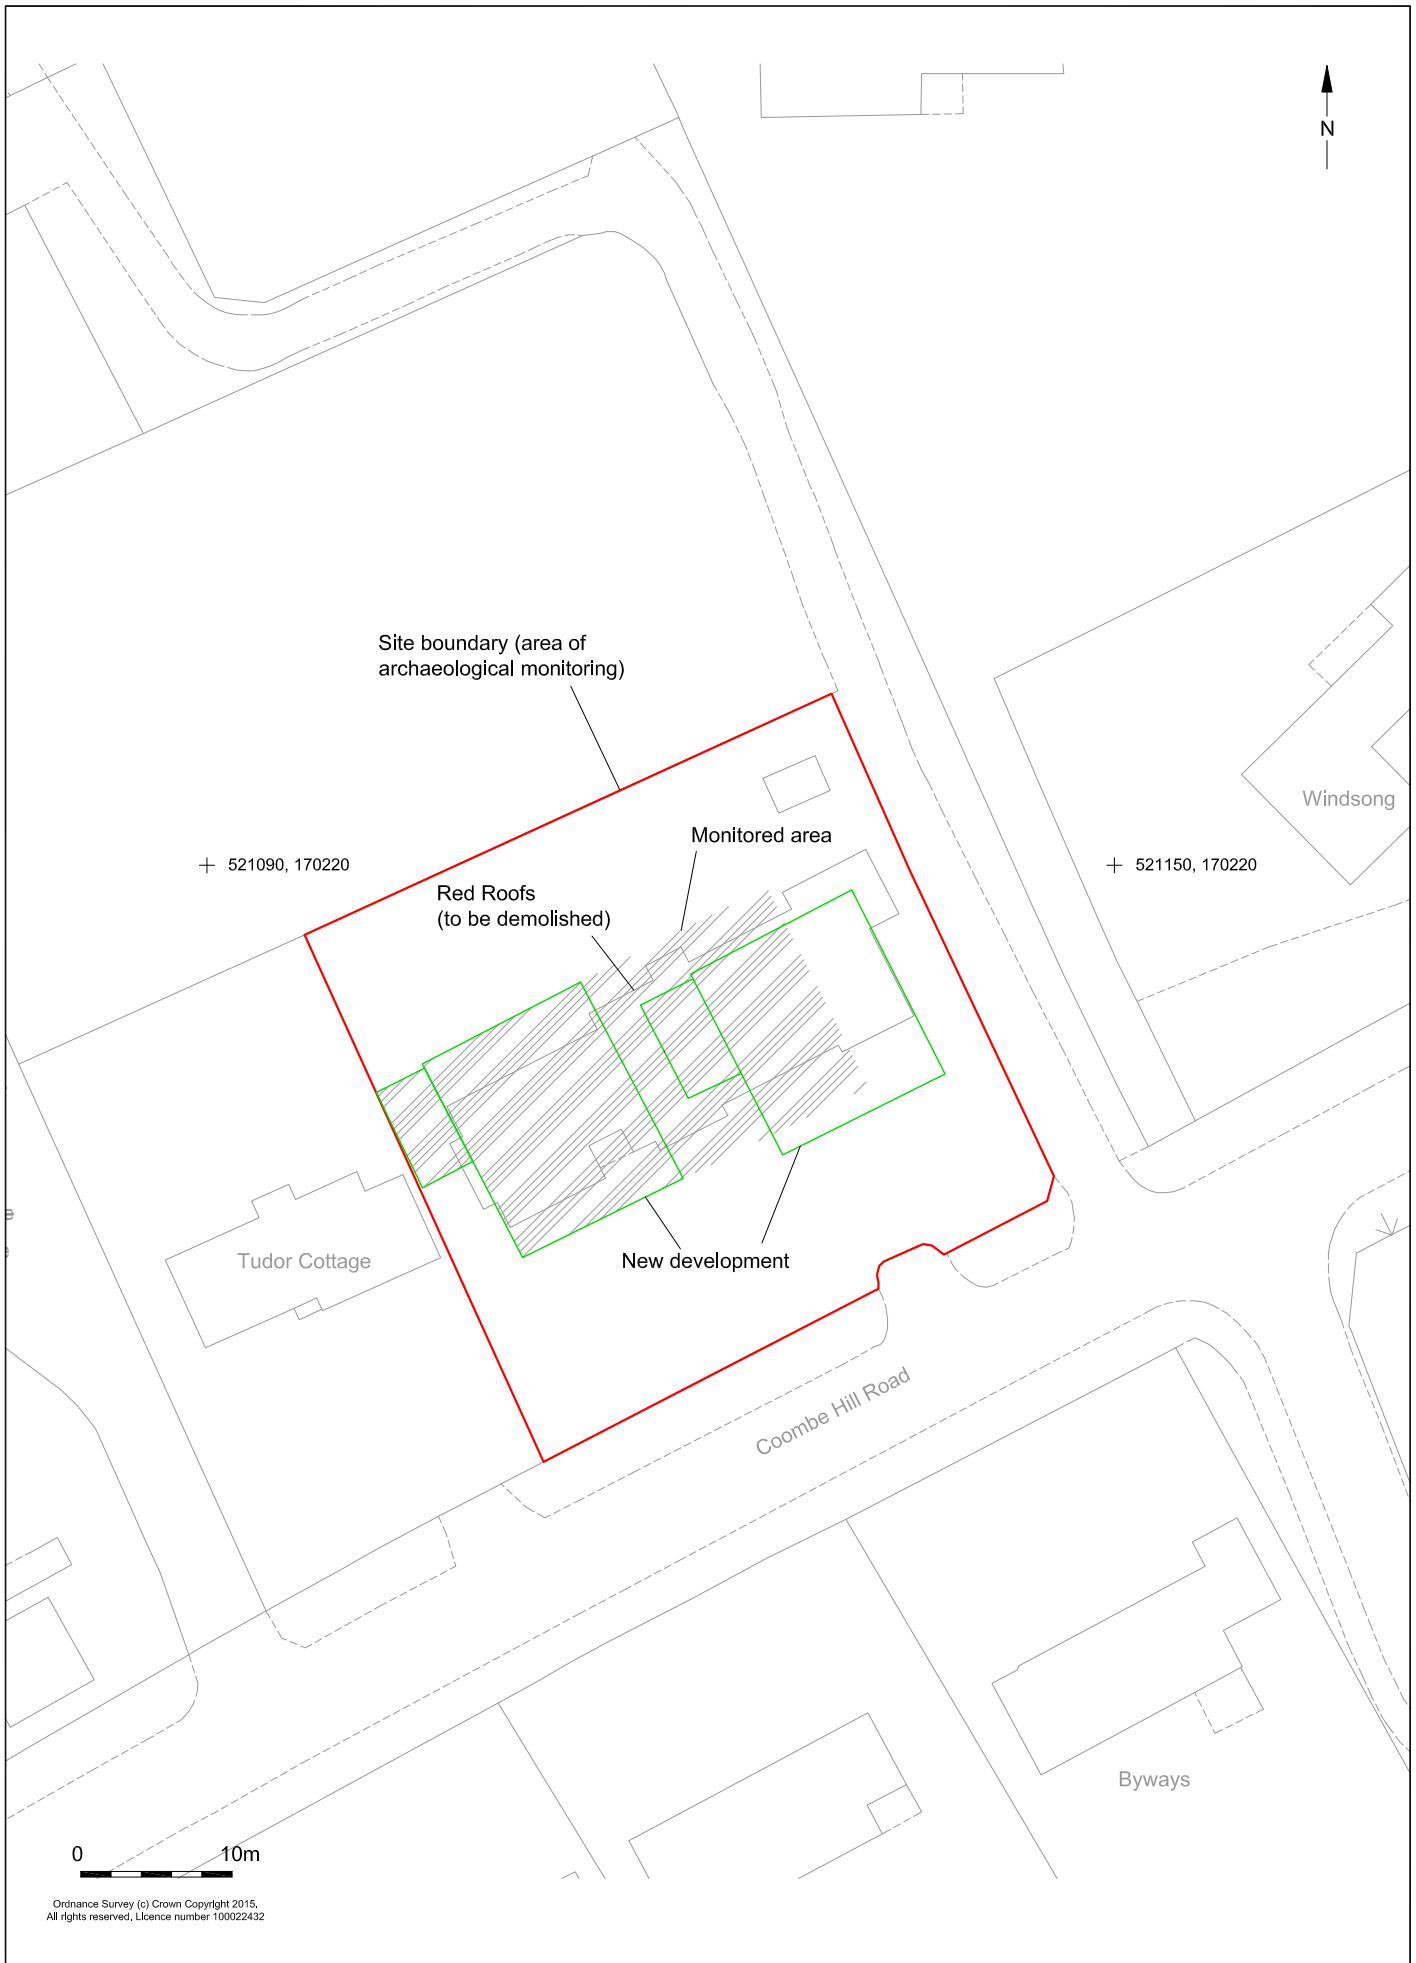 N
Site boundary (area of
archaeological monitoring)
Windsong
Monitored area
521090, 170220
521150, 170220
Red Roofs
(to be demolished)
Tudor Cottage
New development
Coombe Hill Road
Byways
0 10m
Ordnance Survey (c) Crown Copyright 2015.
All rights reserved. Licence number 100022432